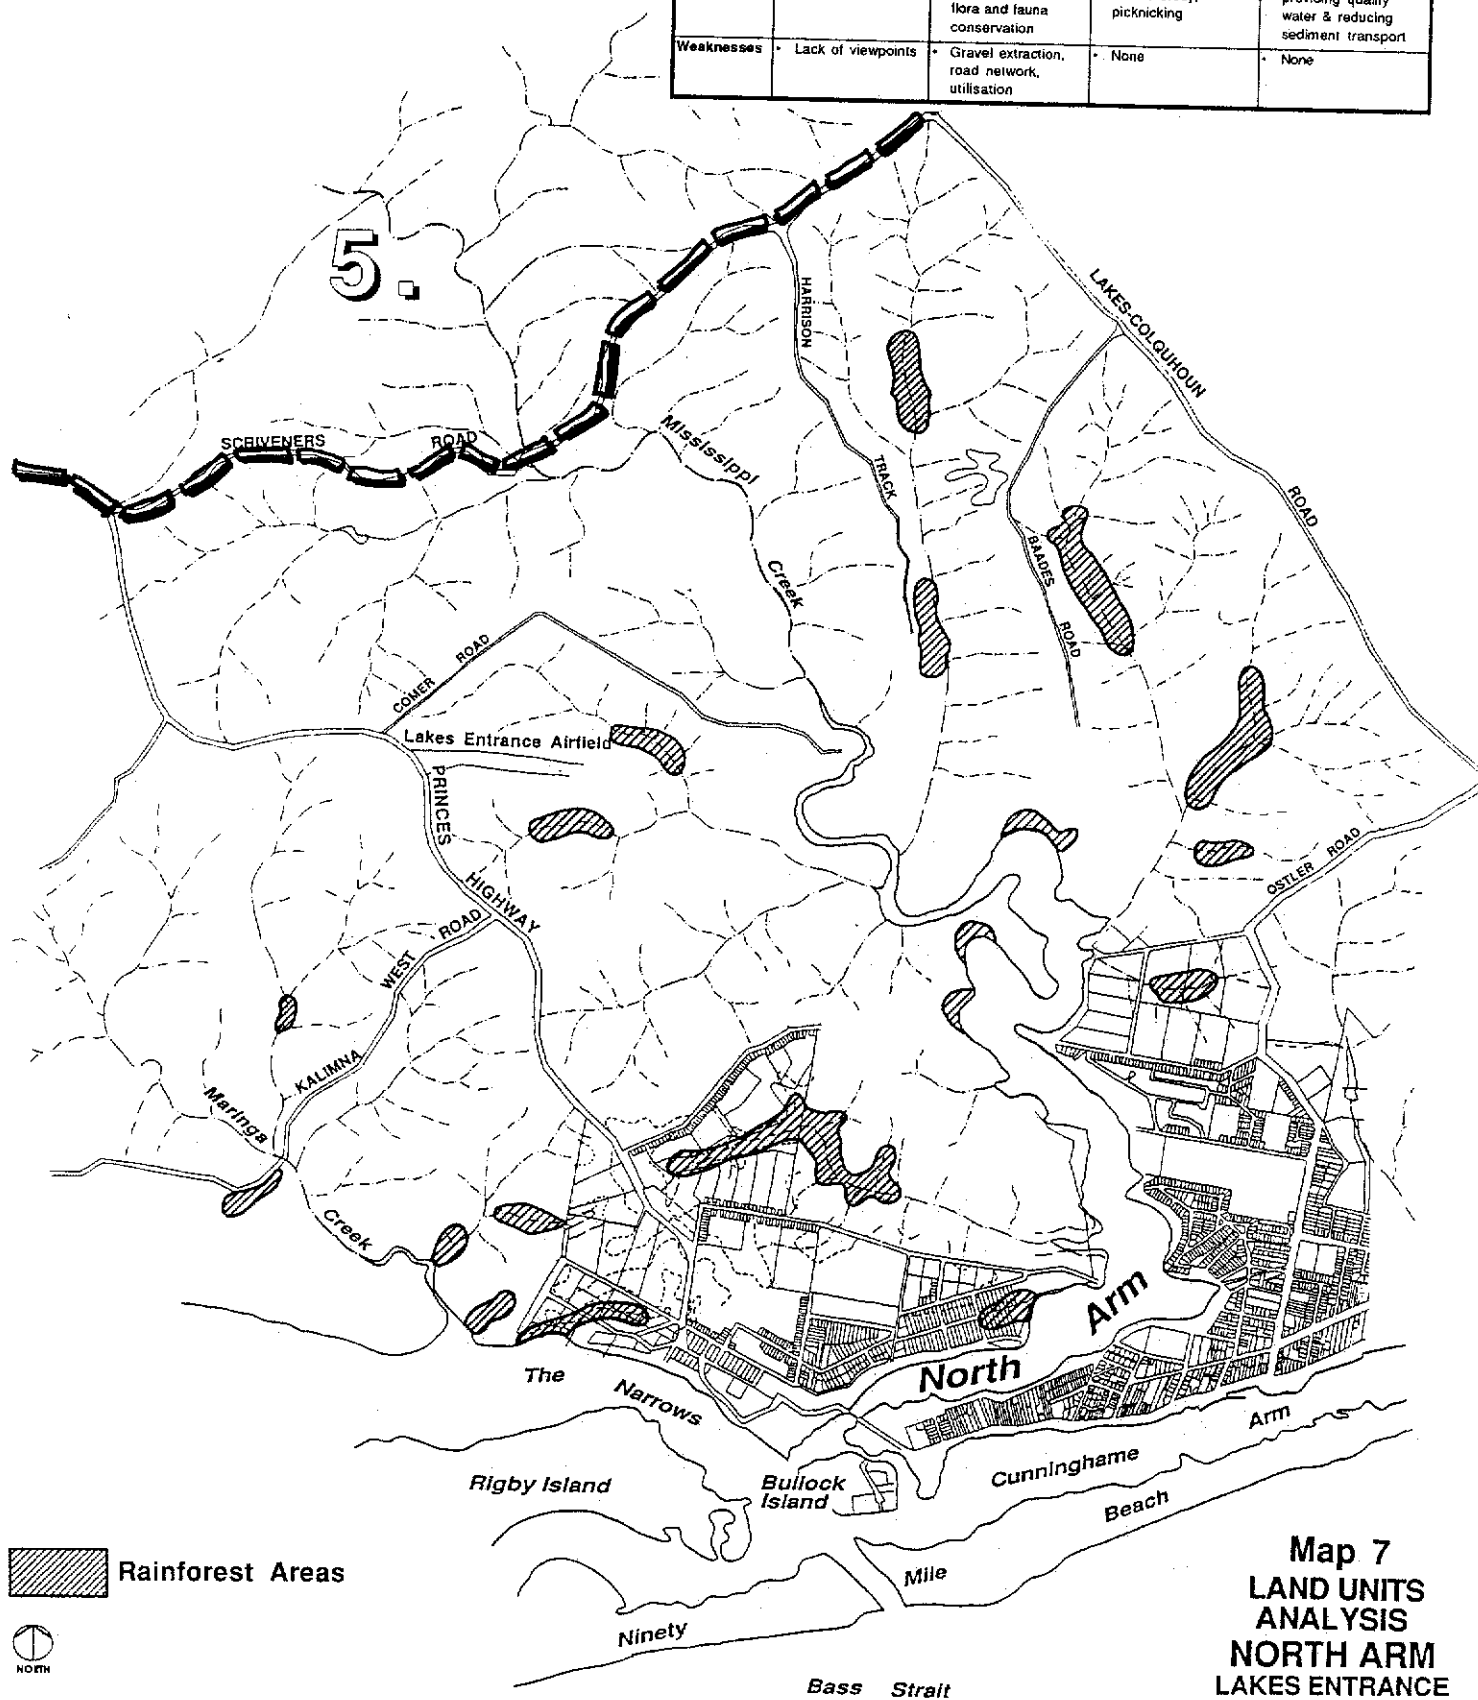 flora and fauna
conservation
picknicking
water & reducing
sediment transport
Weaknesses
• Lack of viewpoints
• Gravel extraction,
road network,
utilisation
• None
• None
5.
HARRISON
TRACK
LAKES-COLQUHOUN
ROAD
SCRIVENERS ROAD
Mississippi
Creek
BAADES
ROAD
COMER ROAD
Lakes Entrance Airfield
PRINCES
HIGHWAY
OSTLER ROAD
KALIMNA WEST ROAD
Maringa
Creek
North Arm
The Narrows
Rigby Island
Bullock
Island
Cunninghame Arm
Ninety Mile Beach
Bass Strait
Rainforest Areas
NORTH
Map 7
LAND UNITS
ANALYSIS
NORTH ARM
LAKES ENTRANCE